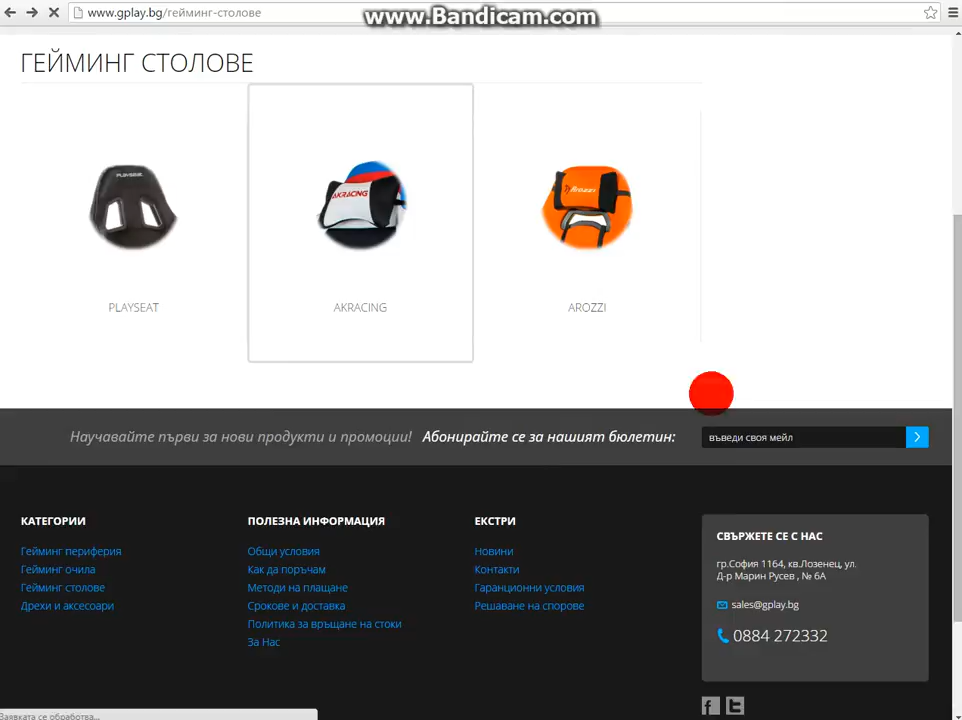 www.gplay.bg/гейминг-столове
www.Bandicam.com
ГЕЙМИНГ СТОЛОВЕ
PLAYSEAT
AKRACING
Arozzi
PLAYSEAT
AKRACING
AROZZI
Научавайте първи за нови продукти и промоции! Абонирайте се за нашият бюлетин:
въведи своя мейл
КАТЕГОРИИ
Гейминг периферия
Гейминг очила
Гейминг столове
Дрехи и аксесоари
ПОЛЕЗНА ИНФОРМАЦИЯ
Общи условия
Как да поръчам
Методи на плащане
Срокове и доставка
Политика за връщане на стоки
За Нас
ЕКСТРИ
Новини
Контакти
Гаранционни условия
Решаване на спорове
СВЪРЖЕТЕ СЕ С НАС
гр.София 1164, кв.Лозенец, ул.
Д-р Марин Русев , № 6А
sales@gplay.bg
0884 272332
Заявката се обработва...